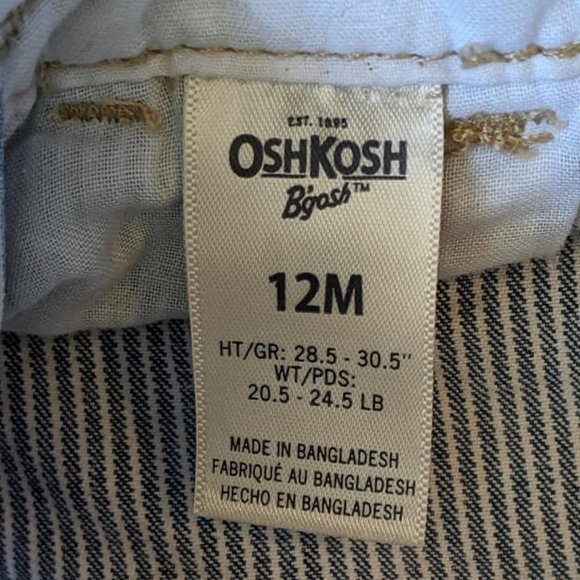 EST. 1895
OSHKOSH
B'gosh™
12M
HT/GR: 28.5 - 30.5"
WT/PDS:
20.5 - 24.5 LB
MADE IN BANGLADESH
FABRIQUÉ AU BANGLADESH
HECHO EN BANGLADESH